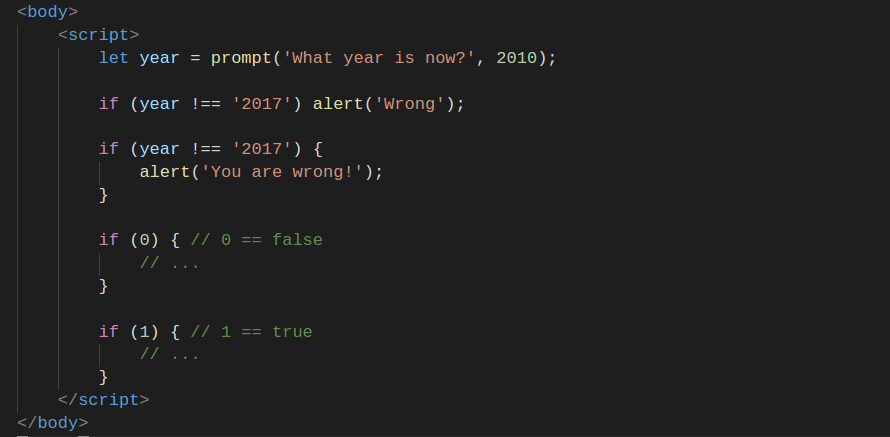 <body>
<script>
let year = prompt('What year is now?', 2010);
if (year !== '2017') alert('Wrong');
if (year !== '2017') {
alert('You are wrong!');
}
if (0) { // 0 == false
// ...
}
if (1) { // 1 == true
// ...
}
</script>
</body>